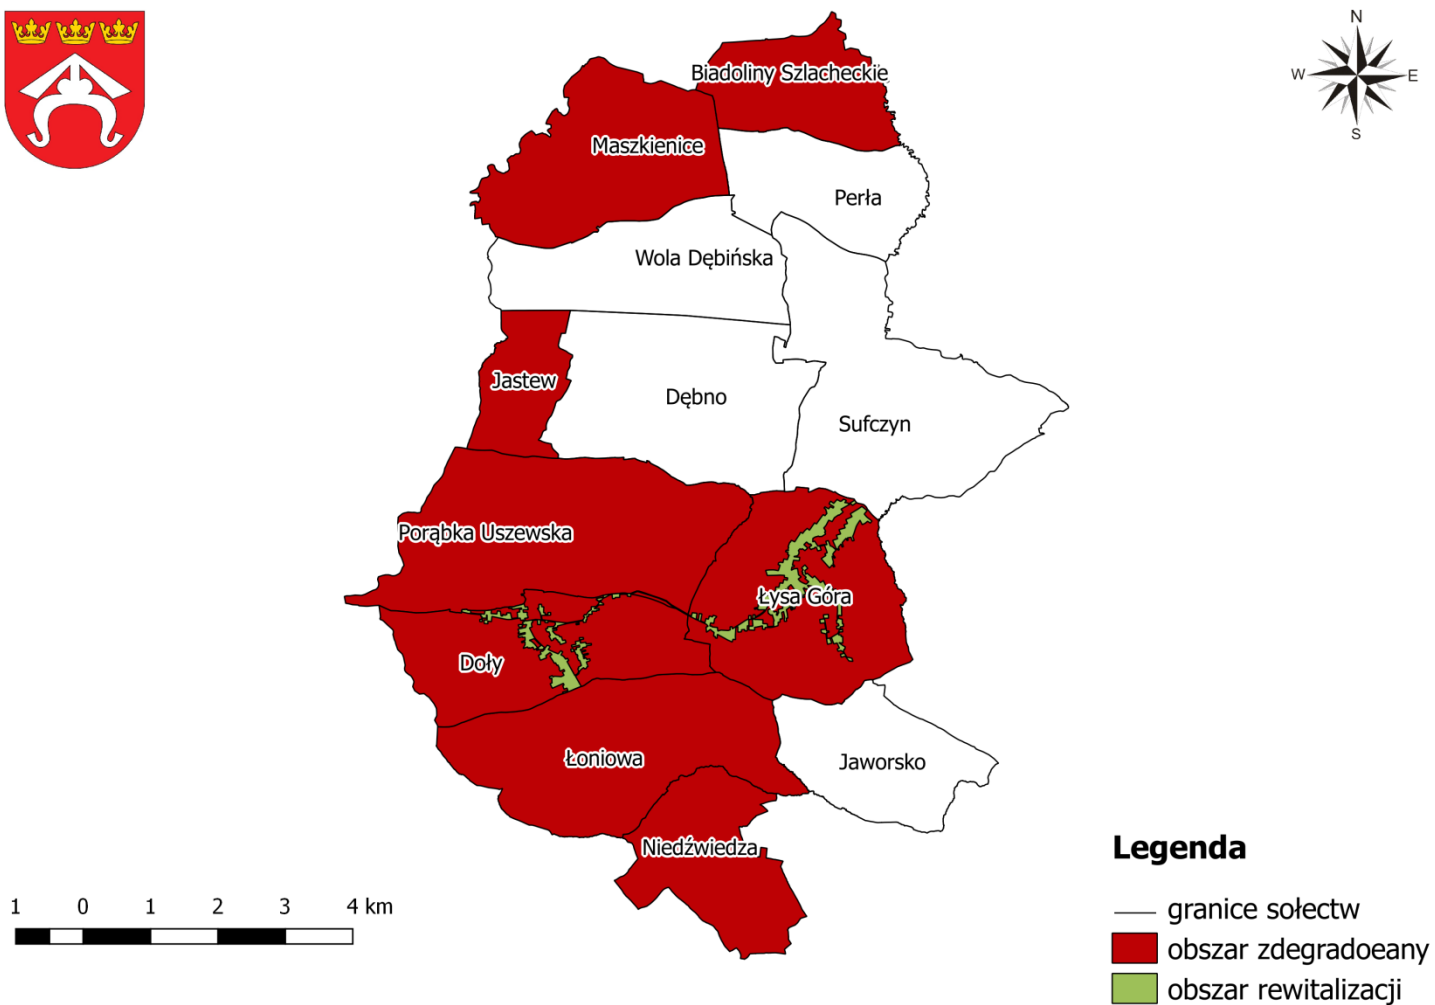 N
W E
S
Biadoliny Szlacheckie
Maszkienice
Perła
Wola Dębińska
Jastew
Dębno
Sufczyn
Porąbka Uszewska
Łysa Góra
Doły
Łoniowa
Jaworsko
Niedźwiedza
1 0 1 2 3 4 km
Legenda
granice sołectw
obszar zdegradoeany
obszar rewitalizacji